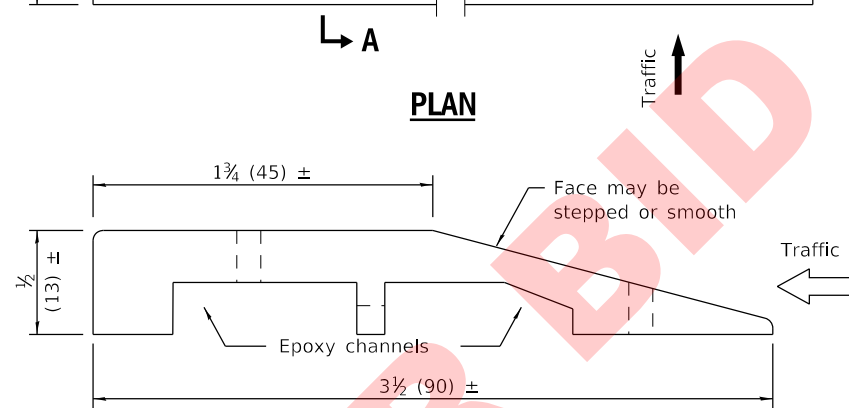 A
Traffic
PLAN
1¾ (45) ±
Face may be
stepped or smooth
Traffic
½
(13) ±
Epoxy channels
3½ (90) ±
BID
BID